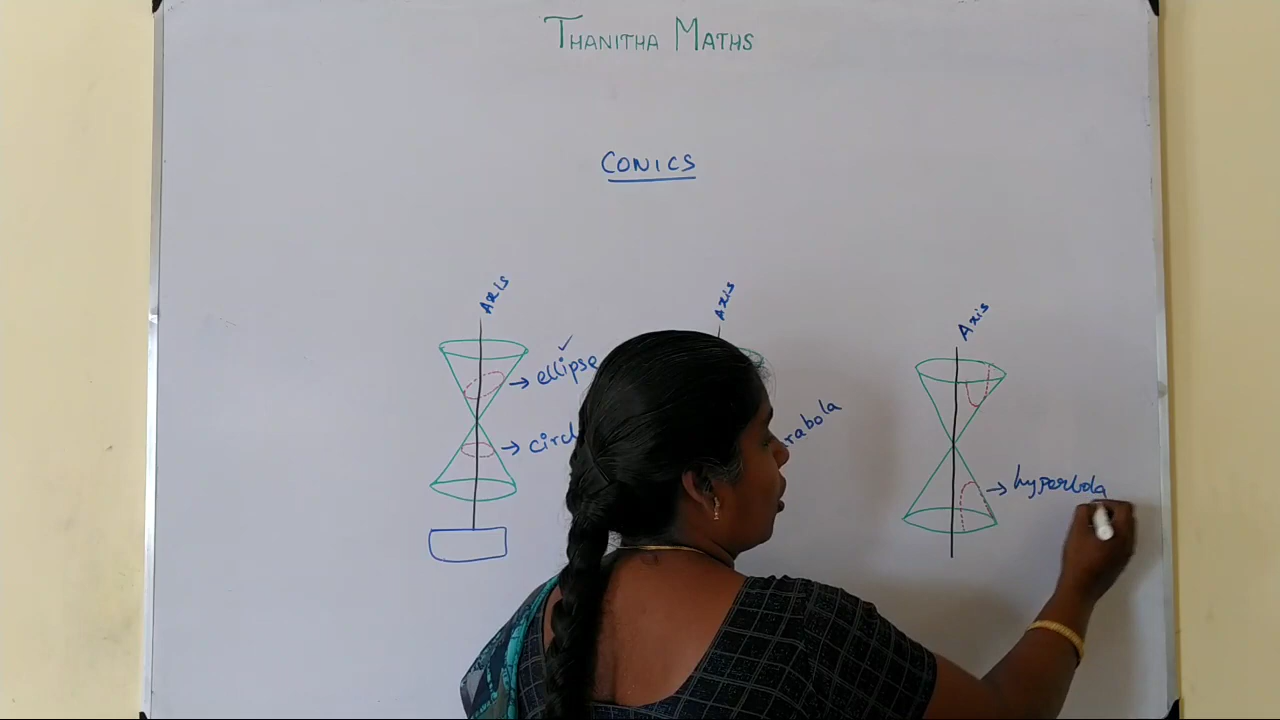 THANITHA MATHS
CONICS
Axis
Axis
Axis
→ ellipse ✓
rabola
→ circl
→ hyperbola